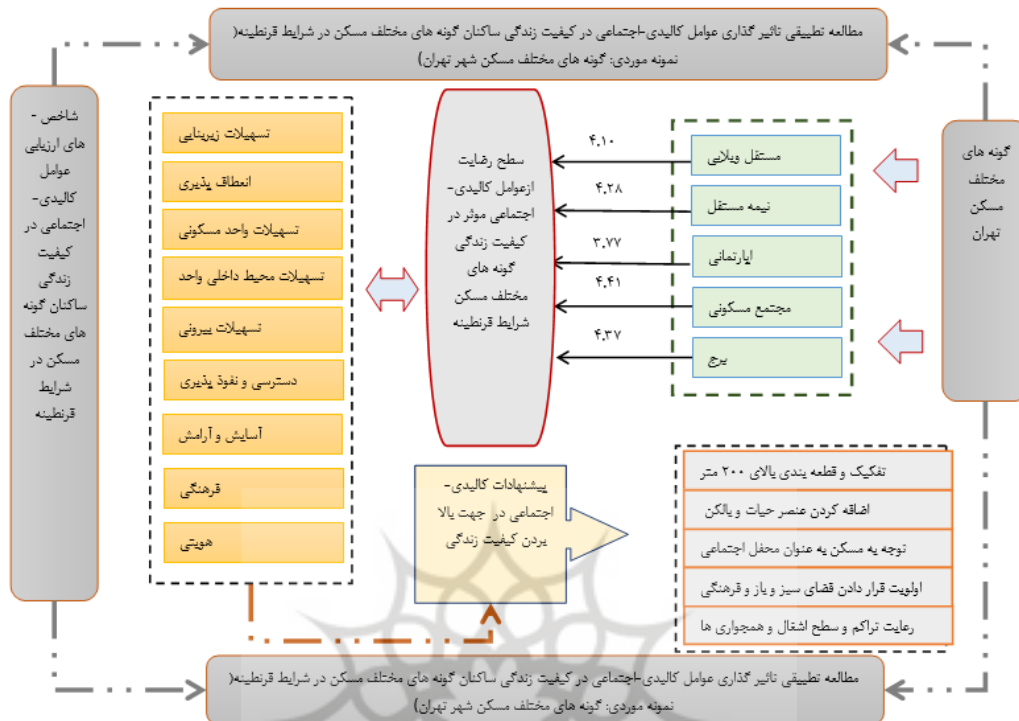 مطالعه تطبیقی تاثیر گذاری عوامل کالبدی-اجتماعی در کیفیت زندگی ساکنان گونه های مختلف مسکن در شرایط قرنطینه(
نمونه موردی: گونه های مختلف مسکن شهر تهران)
گونه های
مختلف
مسکن
تهران
مستقل ویلایی
نیمه مستقل
اپارتمانی
مجتمع مسکونی
برج
۴.۱۰
۴.۲۸
۳.۷۷
۴.۴۱
۴.۳۷
سطح رضایت
ازعوامل کالبدی-
اجتماعی موثر در
کیفیت زندگی
گونه های
مختلف مسکن
شرایط قرنطینه
تسهیلات زیربنایی
انعطاف پذیری
تسهیلات واحد مسکونی
تسهیلات محیط داخلی واحد
تسهیلات بیرونی
دسترسی و نفوذ پذیری
آسایش و آرامش
فرهنگی
هویتی
شاخص -
های ارزیابی
عوامل
کالبدی-
اجتماعی در
کیفیت
زندگی
ساکنان گونه
های مختلف
مسکن در
شرایط
قرنطینه
پیشنهادات کالبدی-
اجتماعی در جهت بالا
بردن کیفیت زندگی
تفکیک و قطعه بندی بالای ۲۰۰ متر
اضافه کردن عنصر حیات و بالکن
توجه به مسکن به عنوان محفل اجتماعی
اولویت قرار دادن فضای سبز و باز و فرهنگی
رعایت تراکم و سطح اشغال و همجواری ها
مطالعه تطبیقی تاثیر گذاری عوامل کالبدی-اجتماعی در کیفیت زندگی ساکنان گونه های مختلف مسکن در شرایط قرنطینه(
نمونه موردی: گونه های مختلف مسکن شهر تهران)